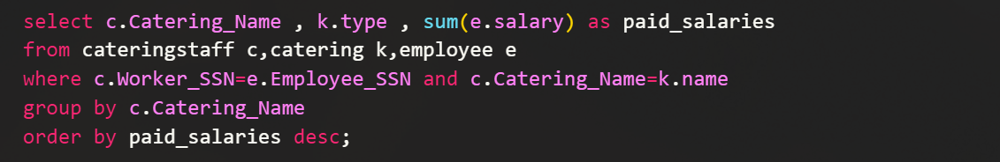 select c.Catering_Name , k.type , sum(e.salary) as paid_salaries
from cateringstaff c,catering k,employee e
where c.Worker_SSN=e.Employee_SSN and c.Catering_Name=k.name
group by c.Catering_Name
order by paid_salaries desc;